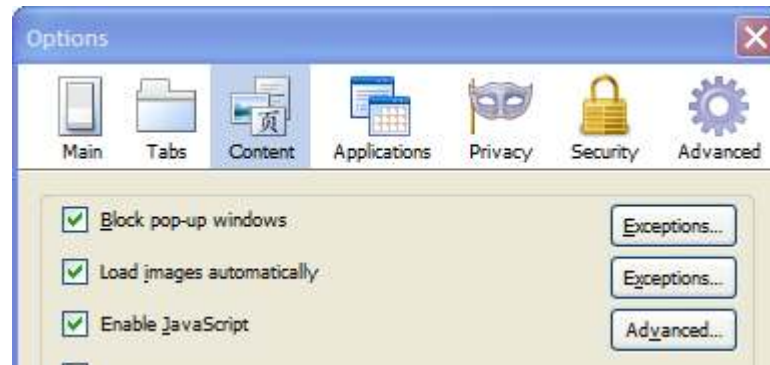 Options
页
Main Tabs Content Applications Privacy Security Advanced
Block pop-up windows Exceptions...
Load images automatically Exceptions...
Enable JavaScript Advanced...